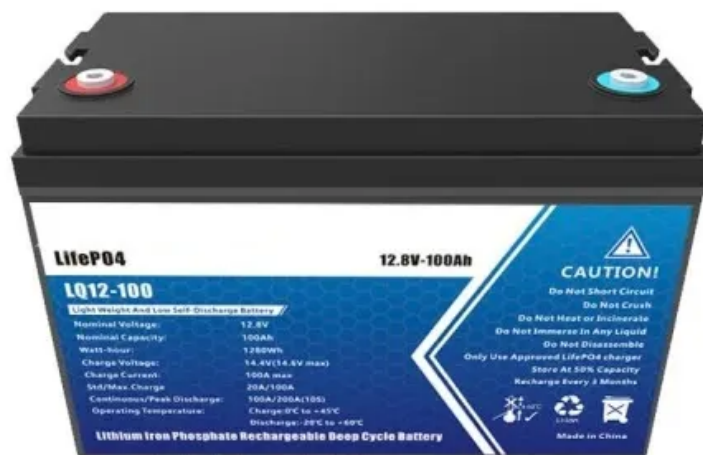 LifePO4
12.8V-100Ah
LQ12-100
Light Weight And Low Self-Discharge Battery
Nominal Voltage: 12.8V
Nominal Capacity: 100Ah
Watt-hour: 1280Wh
Charge Voltage: 14.4V(14.6V max)
Charge Current: 100A max
Std/Max.Charge 20A/100A
Continuous/Peak Discharge: 100A/200A(10S)
Operating Temperature: Charge:0℃ to +45℃
Discharge:-20℃ to +60℃
Lithium Iron Phosphate Rechargeable Deep Cycle Battery
CAUTION!
Do Not Short Circuit
Do Not Crush
Do Not Heat or Incinerate
Do Not Immerse In Any Liquid
Do Not Disassemble
Only Use Approved LifePO4 charger
Store At 50% Capacity
Recharge Every 3 Months
Li-ion
Made in China